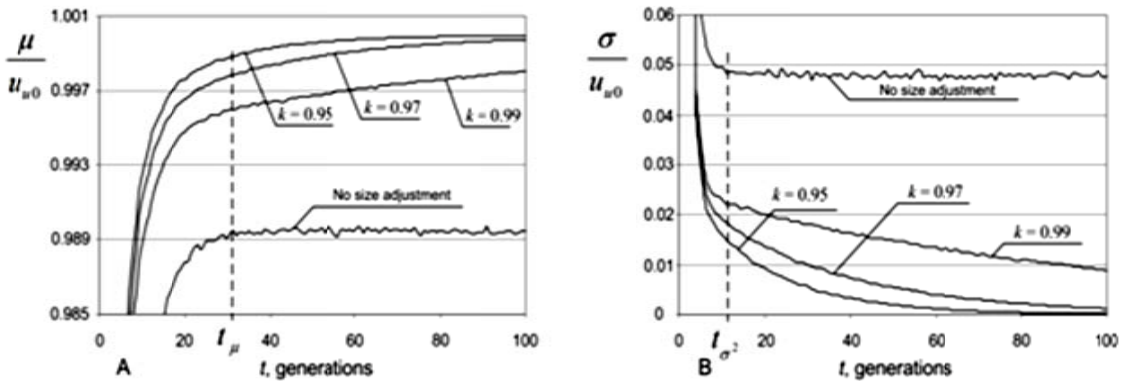 1.001
μ
u_u0
0.997
0.993
0.989
0.985
k = 0.95
k = 0.97
k = 0.99
No size adjustment
0
20
t_μ
40
60
80
100
A
t, generations
0.06
σ
u_u0
0.05
0.04
0.03
0.02
0.01
0
No size adjustment
k = 0.95
k = 0.97
k = 0.99
0
t_σ²
20
40
60
80
100
B
t, generations